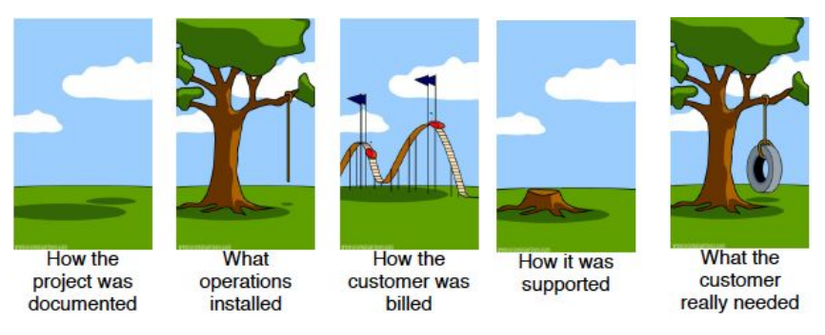 How the
project was
documented
What
operations
installed
How the
customer was
billed
How it was
supported
What the
customer
really needed